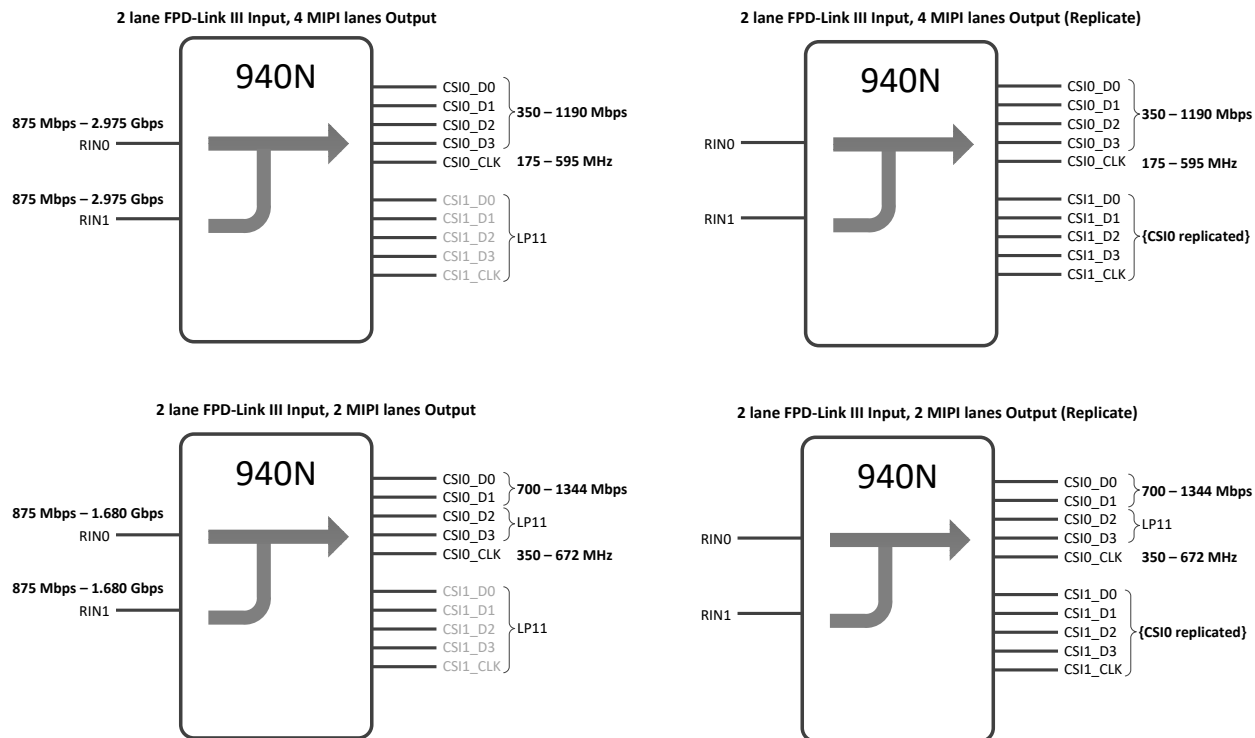 2 lane FPD-Link III Input, 4 MIPI lanes Output
940N
875 Mbps – 2.975 Gbps
RIN0
875 Mbps – 2.975 Gbps
RIN1
CSI0_D0
CSI0_D1
CSI0_D2
CSI0_D3
350 – 1190 Mbps
CSI0_CLK 175 – 595 MHz
CSI1_D0
CSI1_D1
CSI1_D2
CSI1_D3
CSI1_CLK
LP11
2 lane FPD-Link III Input, 4 MIPI lanes Output (Replicate)
940N
RIN0
RIN1
CSI0_D0
CSI0_D1
CSI0_D2
CSI0_D3
350 – 1190 Mbps
CSI0_CLK 175 – 595 MHz
CSI1_D0
CSI1_D1
CSI1_D2
CSI1_D3
CSI1_CLK
{CSI0 replicated}
2 lane FPD-Link III Input, 2 MIPI lanes Output
940N
875 Mbps – 1.680 Gbps
RIN0
875 Mbps – 1.680 Gbps
RIN1
CSI0_D0
CSI0_D1
700 – 1344 Mbps
CSI0_D2
CSI0_D3
LP11
CSI0_CLK 350 – 672 MHz
CSI1_D0
CSI1_D1
CSI1_D2
CSI1_D3
CSI1_CLK
LP11
2 lane FPD-Link III Input, 2 MIPI lanes Output (Replicate)
940N
RIN0
RIN1
CSI0_D0
CSI0_D1
700 – 1344 Mbps
CSI0_D2
CSI0_D3
LP11
CSI0_CLK 350 – 672 MHz
CSI1_D0
CSI1_D1
CSI1_D2
CSI1_D3
CSI1_CLK
{CSI0 replicated}